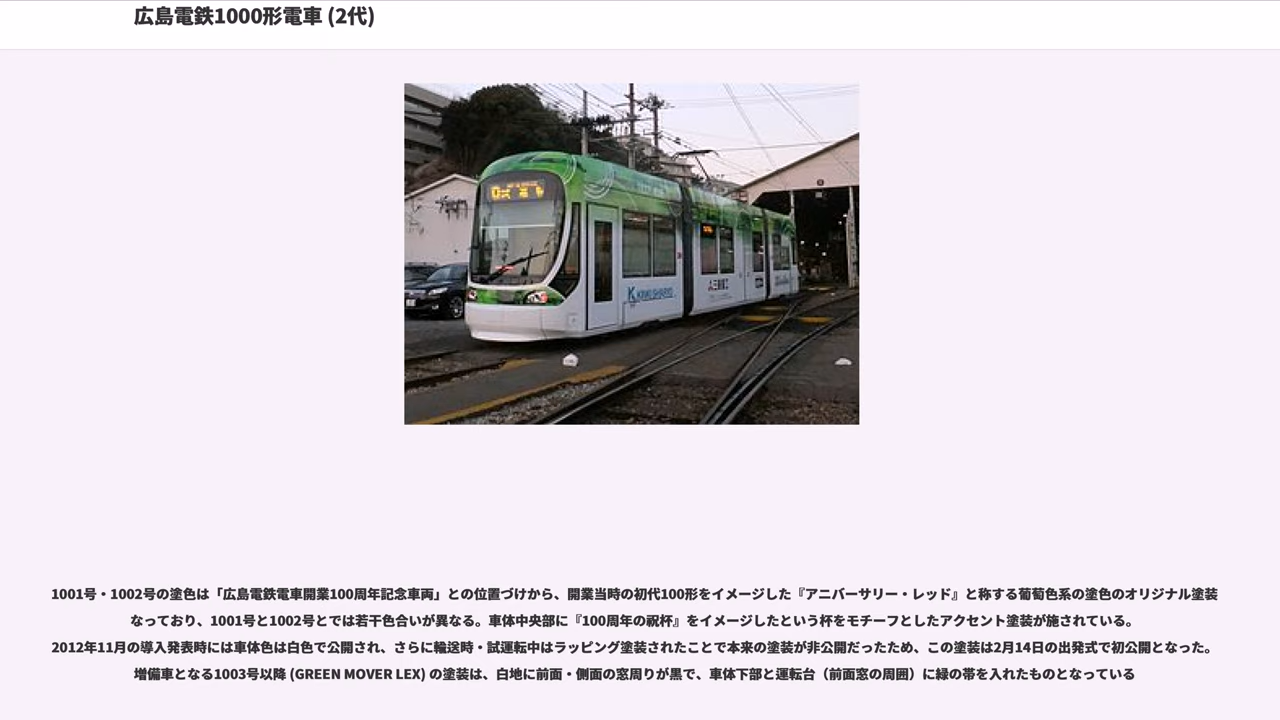 広島電鉄1000形電車 (2代)
KINKI SHARYO
1001号・1002号の塗色は「広島電鉄電車開業100周年記念車両」との位置づけから、開業当時の初代100形をイメージした『アニバーサリー・レッド』と称する葡萄色系の塗色のオリジナル塗装
なっており、1001号と1002号とでは若干色合いが異なる。車体中央部に『100周年の祝杯』をイメージしたという杯をモチーフとしたアクセント塗装が施されている。
2012年11月の導入発表時には車体色は白色で公開され、さらに輸送時・試運転中はラッピング塗装されたことで本来の塗装が非公開だったため、この塗装は2月14日の出発式で初公開となった。
増備車となる1003号以降 (GREEN MOVER LEX) の塗装は、白地に前面・側面の窓周りが黒で、車体下部と運転台（前面窓の周囲）に緑の帯を入れたものとなっている